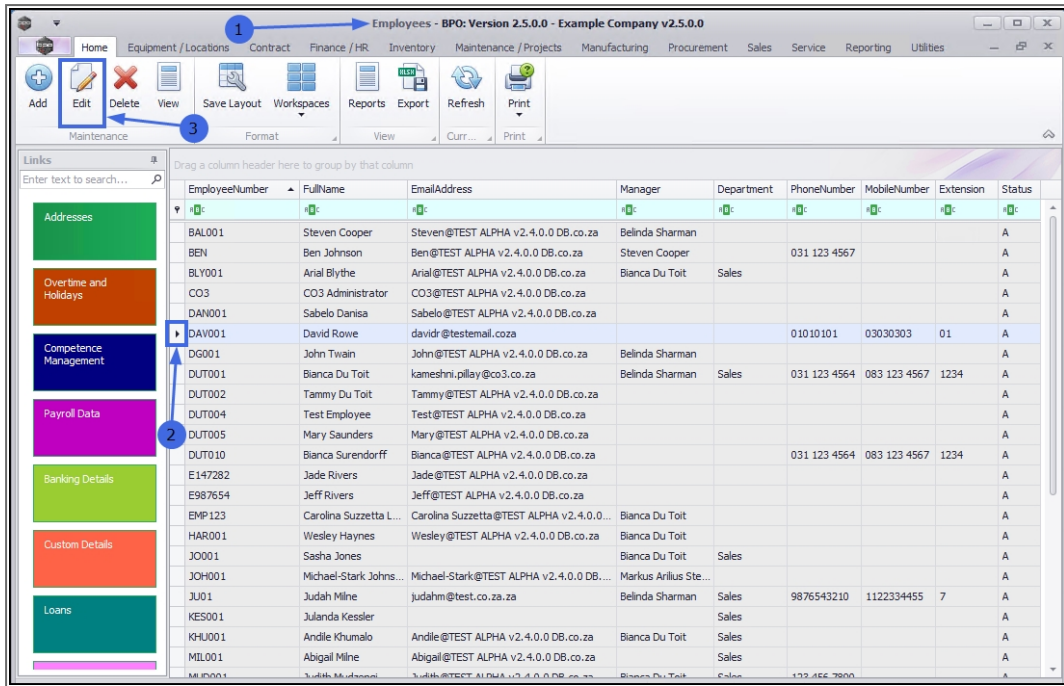 1
Employees - BPO: Version 2.5.0.0 - Example Company v2.5.0.0
Home Equipment / Locations Contract Finance / HR Inventory Maintenance / Projects Manufacturing Procurement Sales Service Reporting Utilities
Add Edit Delete View Save Layout Workspaces Reports Export Refresh Print
3
Maintenance Format View Curr... Print
Links
Enter text to search...
Drag a column header here to group by that column
EmployeeNumber FullName EmailAddress Manager Department PhoneNumber MobileNumber Extension Status
BAL001 Steven Cooper Steven@TEST ALPHA v2.4.0.0 DB.co.za Belinda Sharman A
BEN Ben Johnson Ben@TEST ALPHA v2.4.0.0 DB.co.za Steven Cooper 031 123 4567 A
BLY001 Arial Blythe Arial@TEST ALPHA v2.4.0.0 DB.co.za Bianca Du Toit Sales A
CO3 CO3 Administrator CO3@TEST ALPHA v2.4.0.0 DB.co.za A
DAN001 Sabelo Danisa Sabelo@TEST ALPHA v2.4.0.0 DB.co.za A
DAV001 David Rowe davidr@testemail.coza 01010101 03030303 01 A
DG001 John Twain John@TEST ALPHA v2.4.0.0 DB.co.za Belinda Sharman A
DUT001 Bianca Du Toit kameshni.pillay@co3.co.za Belinda Sharman Sales 031 123 4564 083 123 4567 1234 A
DUT002 Tammy Du Toit Tammy@TEST ALPHA v2.4.0.0 DB.co.za A
DUT004 Test Employee Test@TEST ALPHA v2.4.0.0 DB.co.za A
2
DUT005 Mary Saunders Mary@TEST ALPHA v2.4.0.0 DB.co.za A
DUT010 Bianca Surendorff Bianca@TEST ALPHA v2.4.0.0 DB.co.za 031 123 4564 083 123 4567 1234 A
E147282 Jade Rivers Jade@TEST ALPHA v2.4.0.0 DB.co.za A
E987654 Jeff Rivers Jeff@TEST ALPHA v2.4.0.0 DB.co.za A
EMP123 Carolina Suzzetta L... Carolina Suzzetta@TEST ALPHA v2.4.0.0... Bianca Du Toit A
HAR001 Wesley Haynes Wesley@TEST ALPHA v2.4.0.0 DB.co.za Bianca Du Toit A
JO001 Sasha Jones Bianca Du Toit Sales A
JOH001 Michael-Stark Johns... Michael-Stark@TEST ALPHA v2.4.0.0 DB.... Markus Arilius Ste... A
JU01 Judah Milne judahm@test.co.za.za Belinda Sharman Sales 9876543210 1122334455 7 A
KES001 Julanda Kessler Sales A
KHU001 Andile Khumalo Andile@TEST ALPHA v2.4.0.0 DB.co.za Bianca Du Toit Sales A
MIL001 Abigail Milne Abigail@TEST ALPHA v2.4.0.0 DB.co.za Sales A
Addresses
Overtime and
Holidays
Competence
Management
Payroll Data
Banking Details
Custom Details
Loans